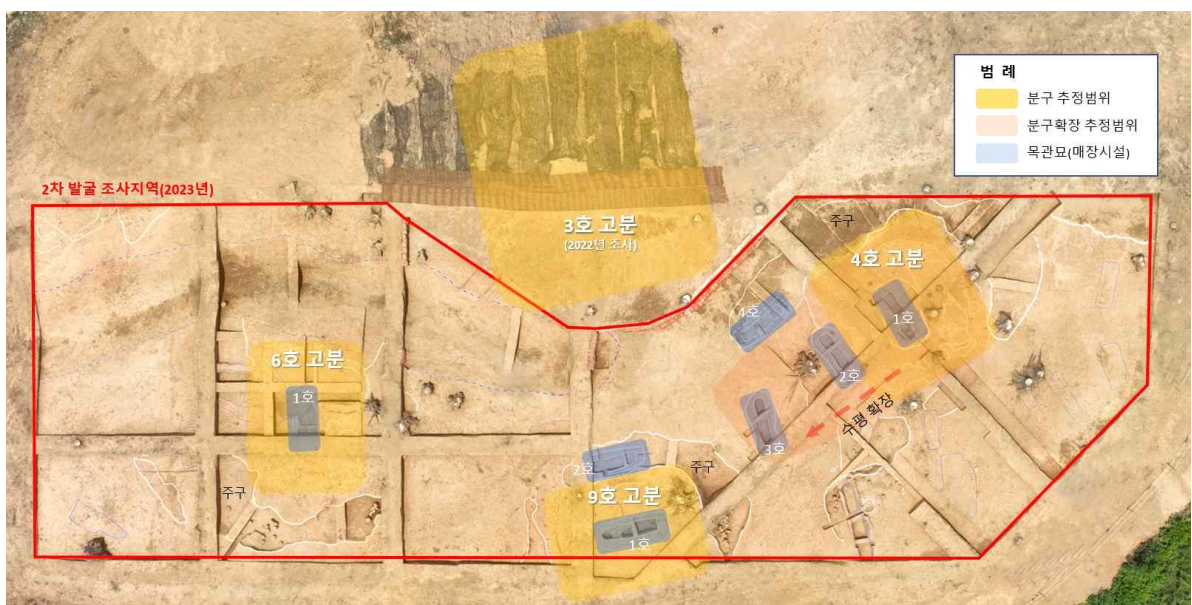 범 례
분구 추정범위
분구확장 추정범위
목관묘(매장시설)
2차 발굴 조사지역(2023년)
3호 고분
(2022년 조사)
주구
4호 고분
1호
4호
2호
수평 확장
3호
6호 고분
1호
주구
2호
주구
9호 고분
1호